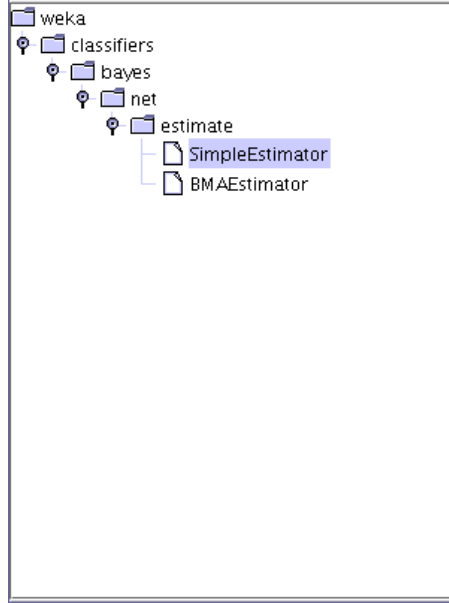 weka
classifiers
bayes
net
estimate
SimpleEstimator
BMAEstimator